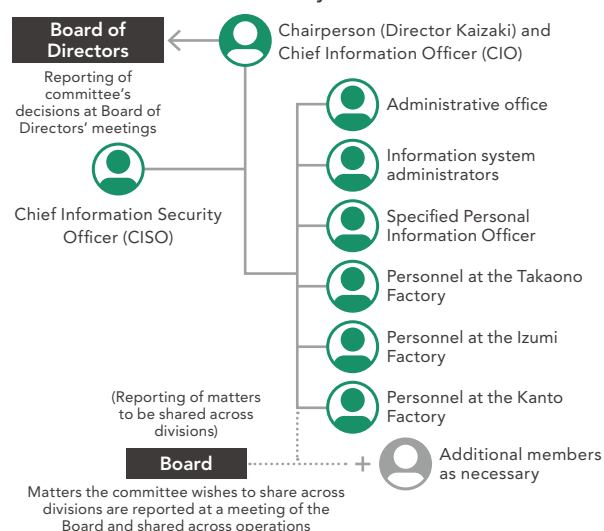 Board of
Directors
Reporting of
committee's
decisions at Board of
Directors' meetings
Chairperson (Director Kaizaki) and
Chief Information Officer (CIO)
Chief Information Security
Officer (CISO)
Administrative office
Information system
administrators
Specified Personal
Information Officer
Personnel at the Takaono
Factory
Personnel at the Izumi
Factory
Personnel at the Kanto
Factory
(Reporting of matters
to be shared across
divisions)
Board
+
Additional members
as necessary
Matters the committee wishes to share across
divisions are reported at a meeting of the
Board and shared across operations